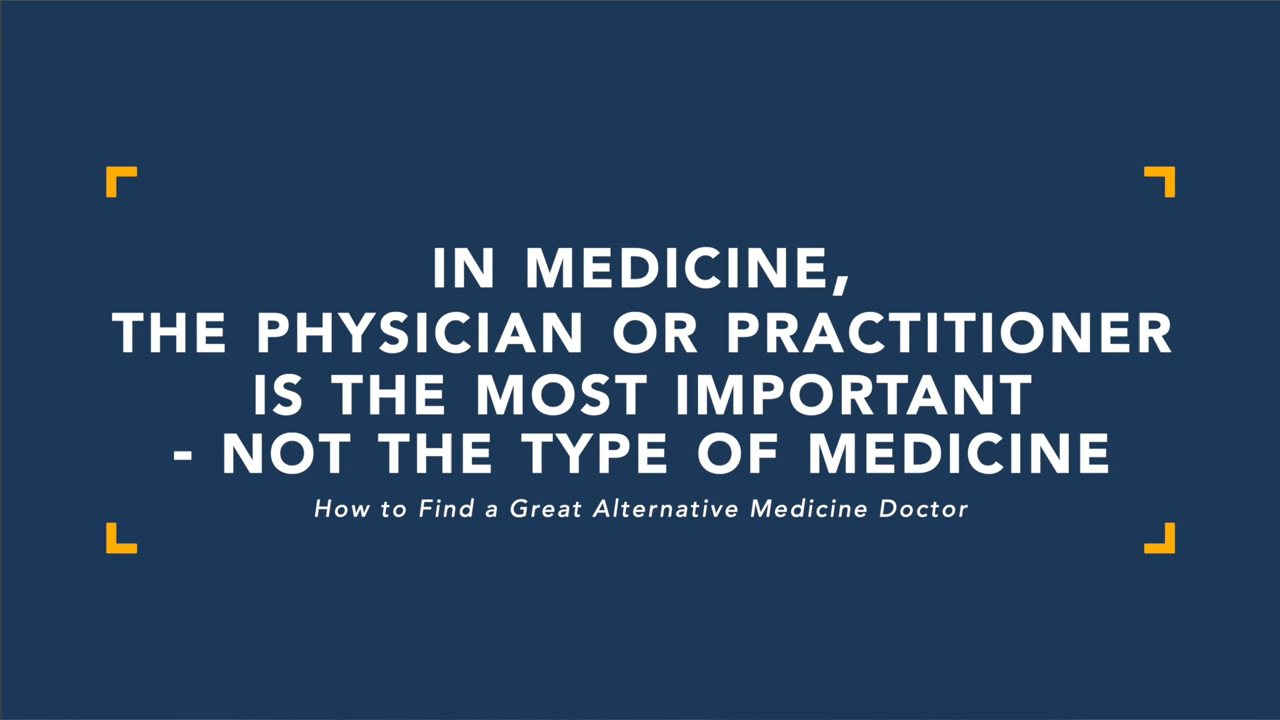 IN MEDICINE,
THE PHYSICIAN OR PRACTITIONER
IS THE MOST IMPORTANT
- NOT THE TYPE OF MEDICINE
How to Find a Great Alternative Medicine Doctor